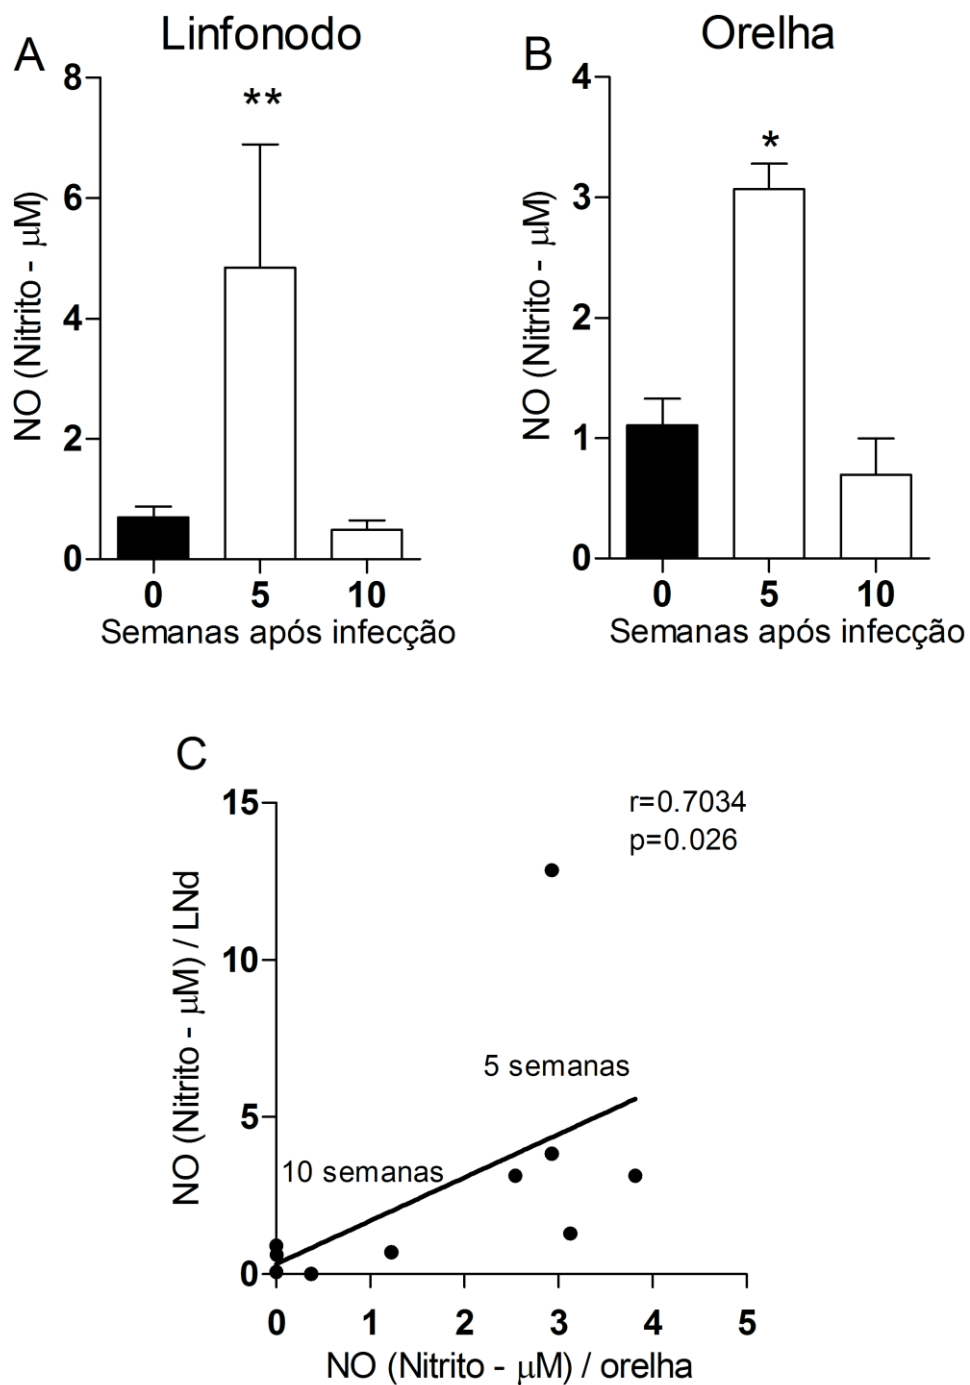 A
Linfonodo
NO (Nitrito - μM)
8
6
4
2
0
**
0 5 10
Semanas após infecção
B
Orelha
NO (Nitrito - μM)
4
3
2
1
0
*
0 5 10
Semanas após infecção
C
NO (Nitrito - μM) / LNd
15
10
5
0
r=0.7034
p=0.026
5 semanas
10 semanas
0 1 2 3 4 5
NO (Nitrito - μM) / orelha